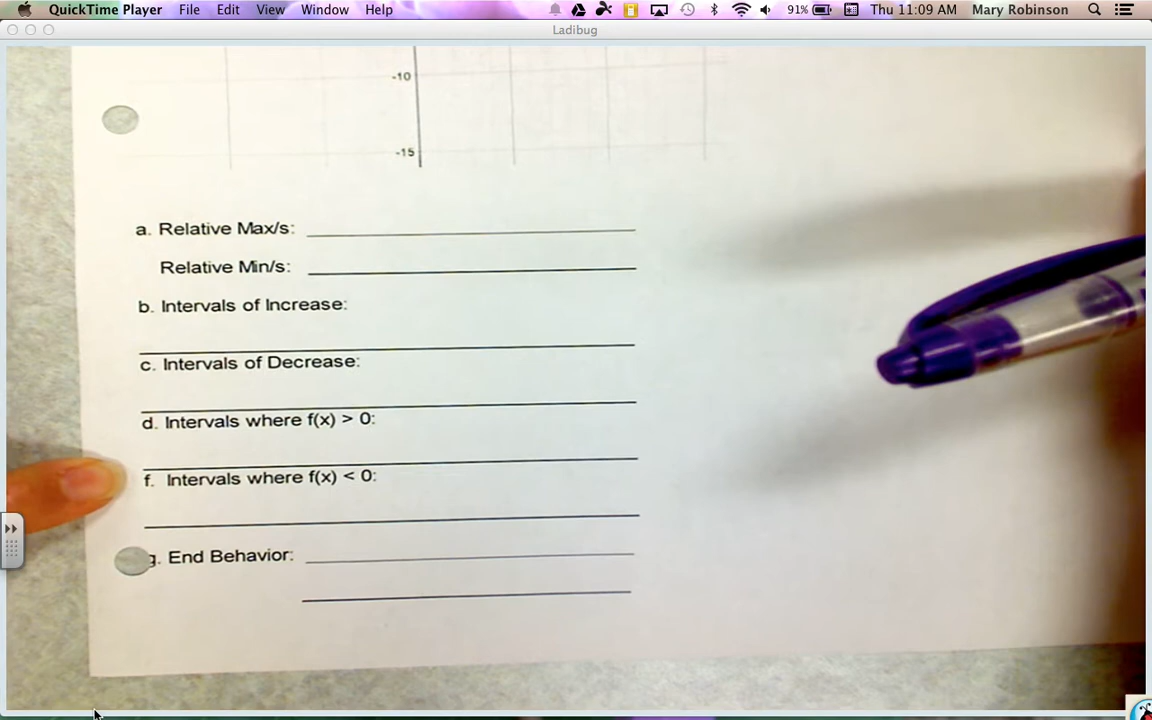 QuickTime Player File Edit View Window Help 91% Thu 11:09 AM Mary Robinson
Ladibug
-10
-15
a. Relative Max/s:
Relative Min/s:
b. Intervals of Increase:
c. Intervals of Decrease:
d. Intervals where f(x) > 0:
f. Intervals where f(x) < 0:
g. End Behavior: